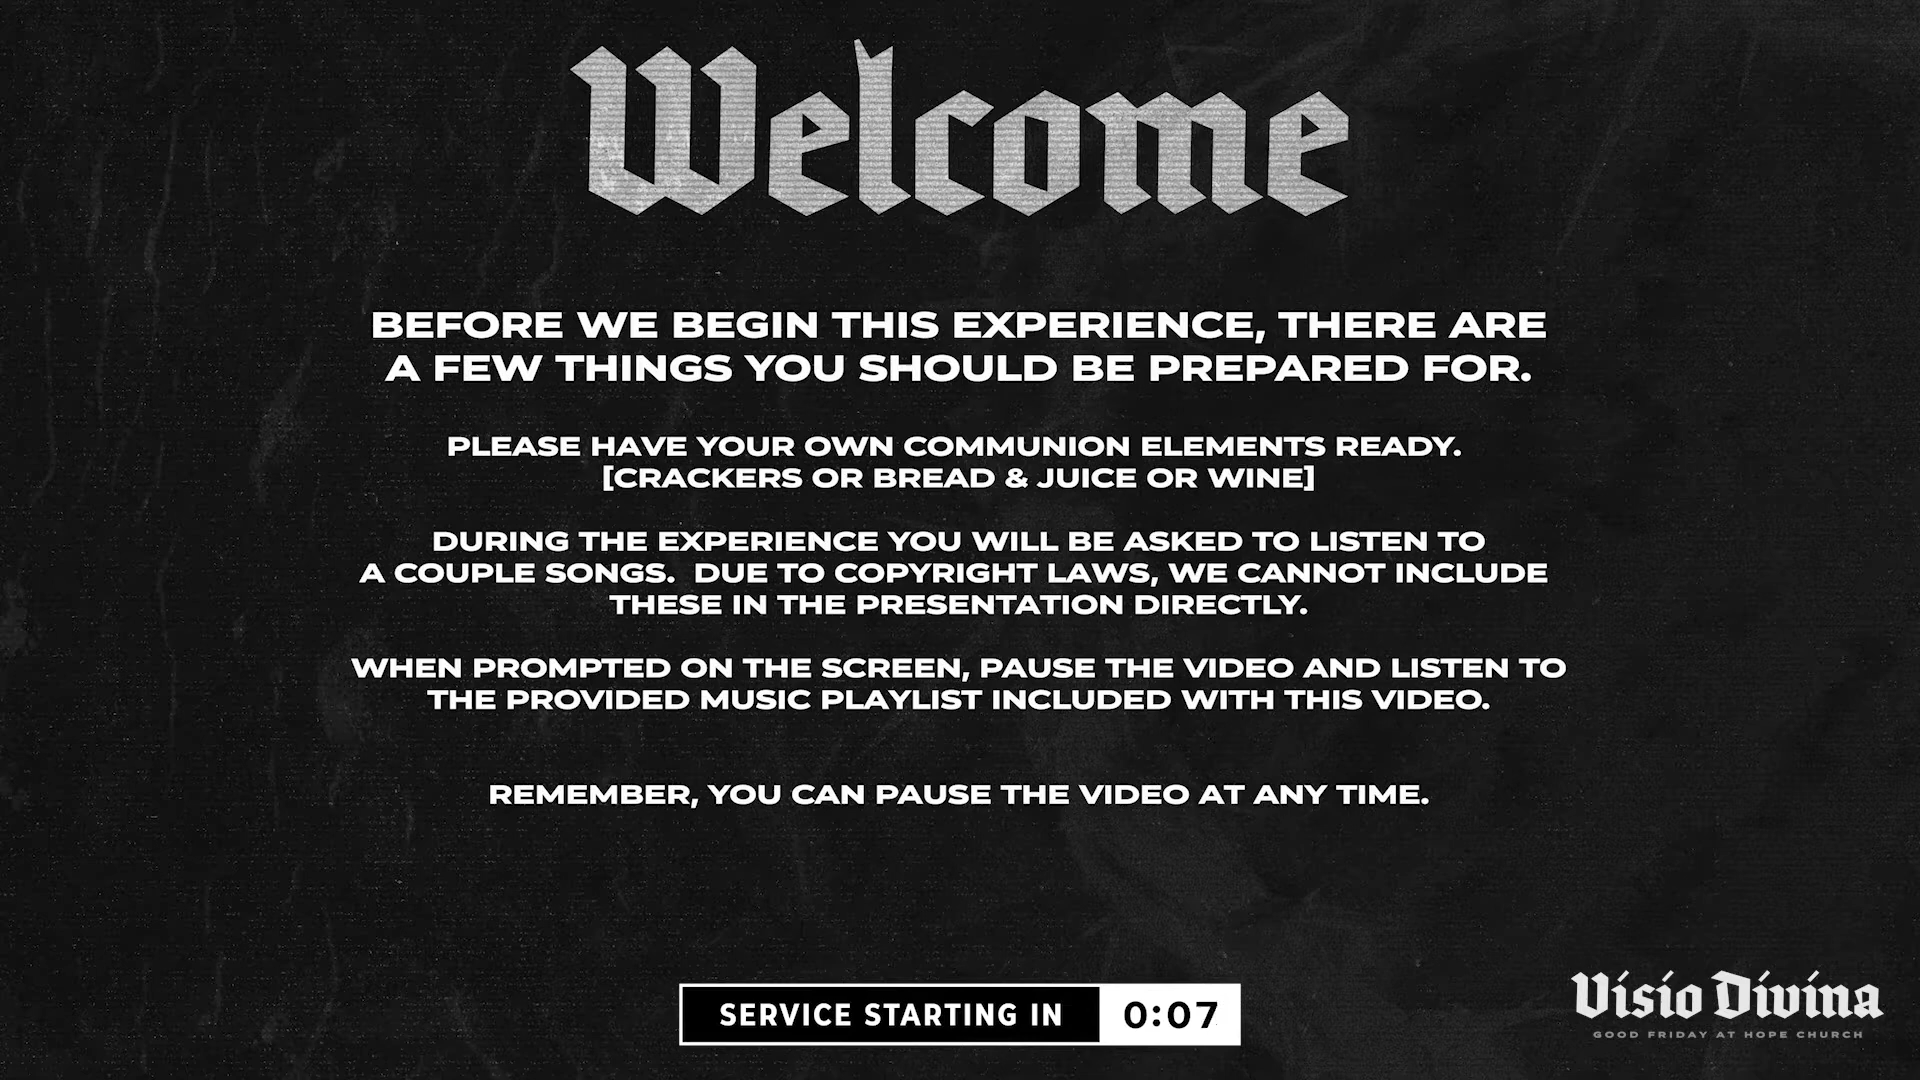 Welcome
BEFORE WE BEGIN THIS EXPERIENCE, THERE ARE
A FEW THINGS YOU SHOULD BE PREPARED FOR.
PLEASE HAVE YOUR OWN COMMUNION ELEMENTS READY.
[CRACKERS OR BREAD & JUICE OR WINE]
DURING THE EXPERIENCE YOU WILL BE ASKED TO LISTEN TO
A COUPLE SONGS.  DUE TO COPYRIGHT LAWS, WE CANNOT INCLUDE
THESE IN THE PRESENTATION DIRECTLY.
WHEN PROMPTED ON THE SCREEN, PAUSE THE VIDEO AND LISTEN TO
THE PROVIDED MUSIC PLAYLIST INCLUDED WITH THIS VIDEO.
REMEMBER, YOU CAN PAUSE THE VIDEO AT ANY TIME.
SERVICE STARTING IN 0:07
Visio Divina
GOOD FRIDAY AT HOPE CHURCH